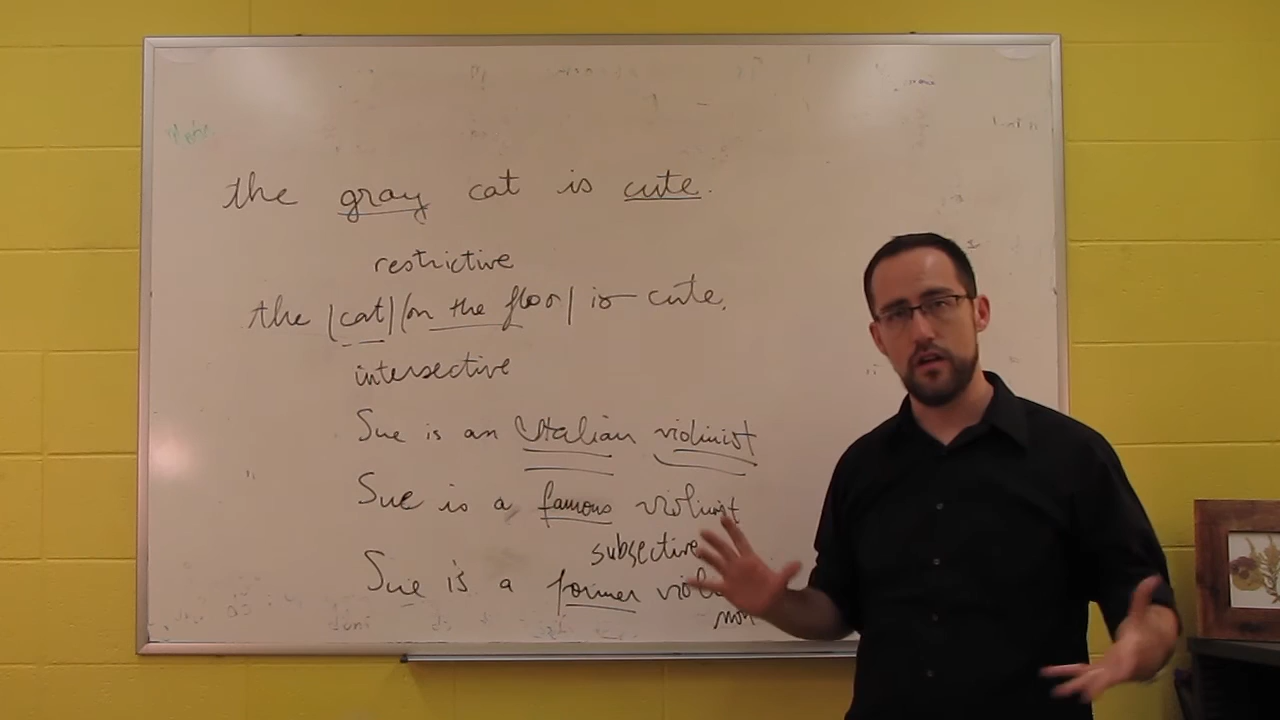 the gray cat is cute.
restrictive
the |cat| |on the floor| is cute.
intersective
Sue is an Italian violinist
Sue is a famous violinist
subsective
Sue is a former
non